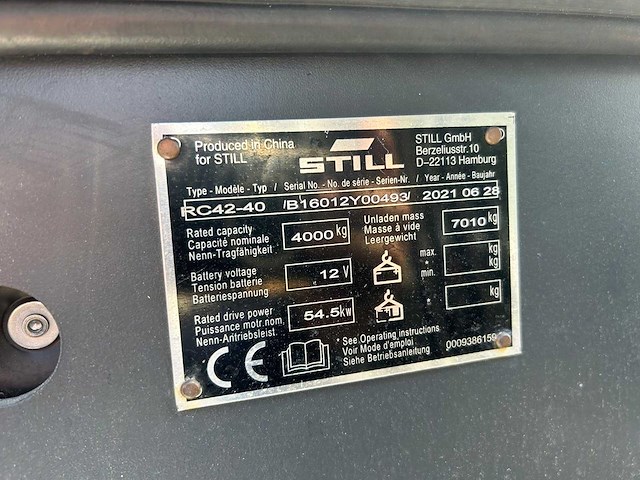 Produced in China
for STILL
STILL
STILL GmbH
Berzeliusstr.10
D-22113 Hamburg
Type - Modèle - Typ / Serial No. - No. de série - Serien-Nr. / Year - Année - Baujahr
RC42-40 /B16012Y00493/ 2021 06 28
Rated capacity
Capacité nominale
Nenn-Tragfähigkeit
4000 kg
Unladen mass
Masse à vide
Leergewicht
7010 kg
Battery voltage
Tension batterie
Batteriespannung
12 V
max. kg
min. kg
Rated drive power
Puissance motr.nom.
Nenn-Antriebsleist.
54.5 kw
* kg
CE
* See Operating instructions
Voir Mode d'emploi
Siehe Betriebsanleitung
0009386159